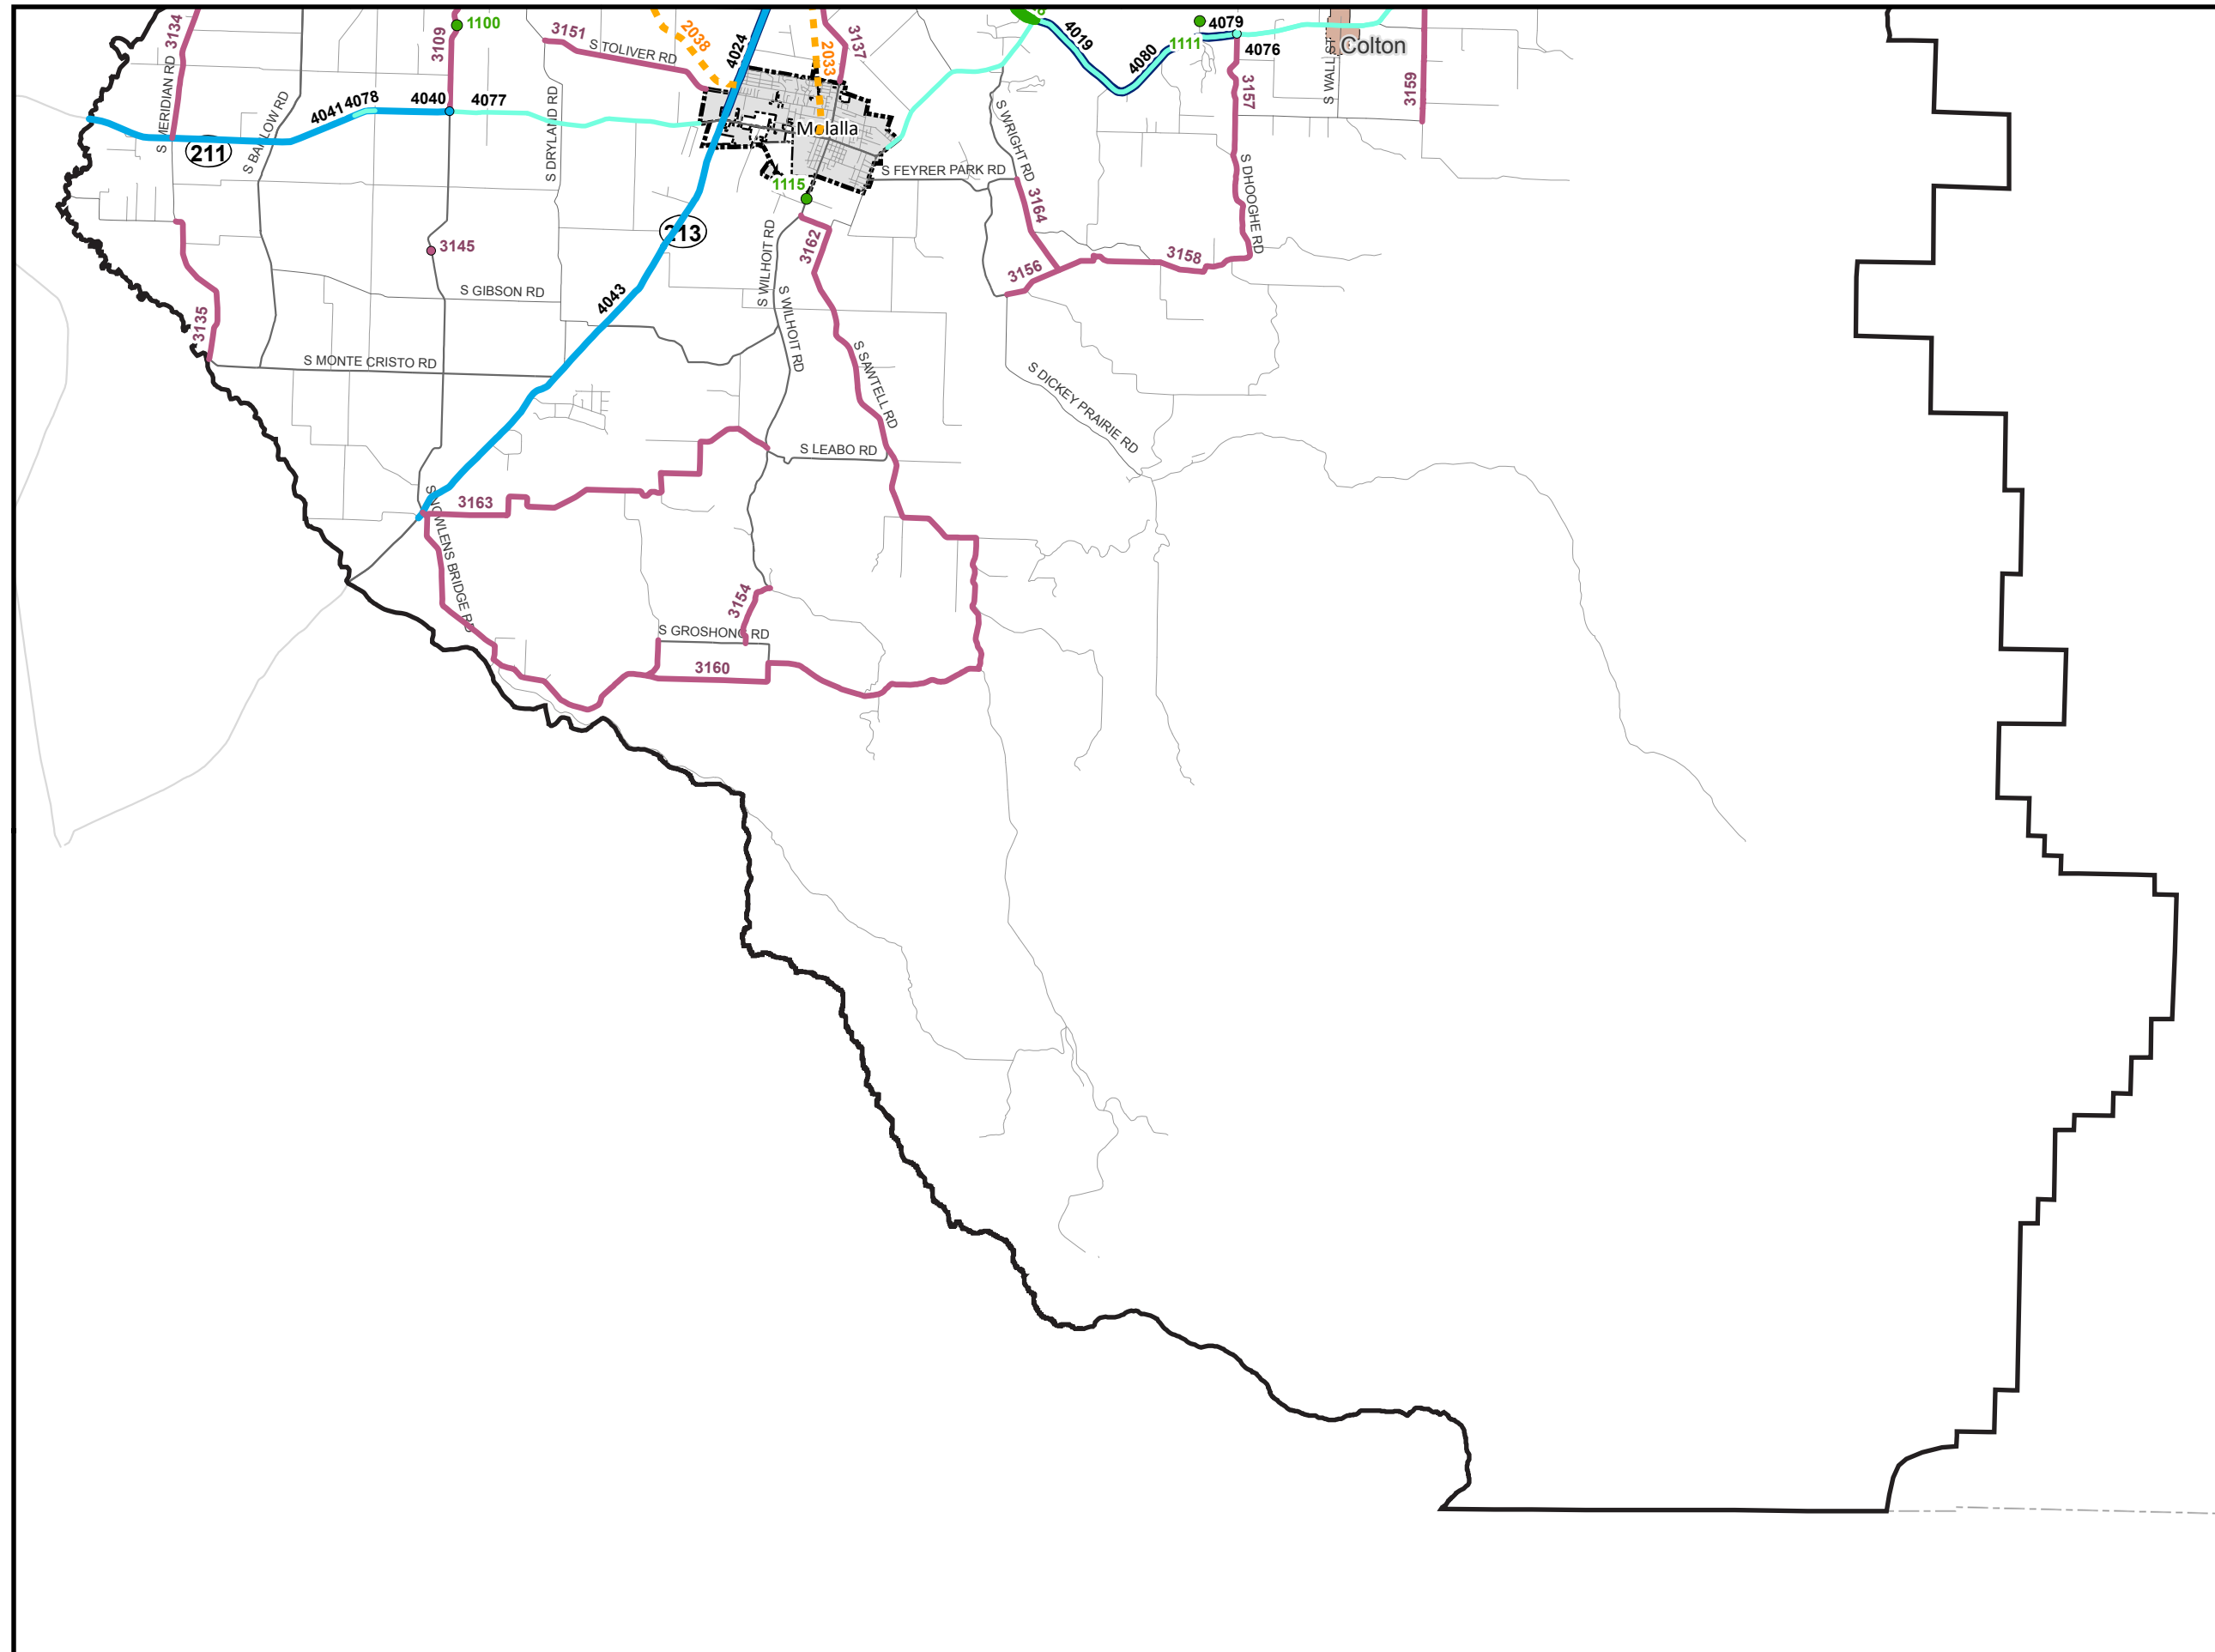 3134
3109
1100
3151
S TOLIVER RD
2038
4024
2033
3137
4019
4080
1111
4079
4076
Colton
S WALL ST
3159
3157
S MERIDIAN RD
S BARLOW RD
4041
4078
4040
4077
S DRYLAND RD
Molalla
S WRIGHT RD
211
1115
S FEYRER PARK RD
S DHOOGHE RD
3164
213
3162
S WILHOIT RD
3145
3158
3156
S GIBSON RD
4043
S WILHOIT RD
3135
S MONTE CRISTO RD
S SAWTELL RD
S DICKEY PRAIRIE RD
S LEABO RD
3163
S NOWLENS BRIDGE RD
3154
S GROSHONG RD
3160